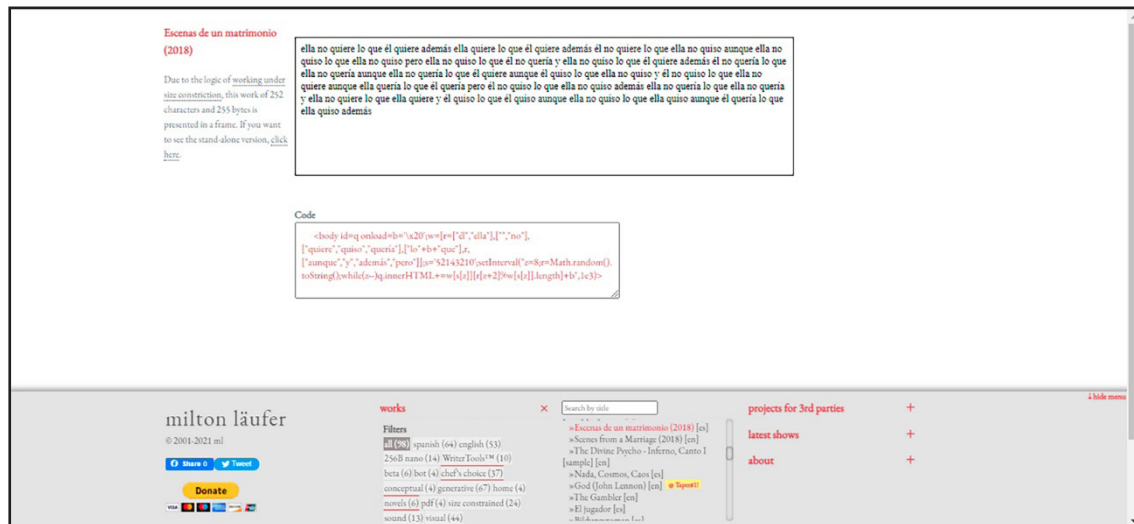 Escenas de un matrimonio
(2018)
Due to the logic of working under
size constriction, this work of 252
characters and 255 bytes is
presented in a frame. If you want
to see the stand-alone version, click
here.
ella no quiere lo que él quiere además ella quiere lo que él quiere además él no quiere lo que ella no quiso aunque ella no
quiso lo que ella no quiso pero ella no quiso lo que él no quería y ella no quiso lo que él quiere además él no quería lo que
ella no quería aunque ella no quería lo que él quiere aunque él quiso lo que ella no quiso y él no quiso lo que ella no
quiere aunque ella quería lo que él quería pero él no quiso lo que ella no quiso además ella no quería lo que ella no quería
y ella no quiere lo que ella quiere y él quiso lo que él quiso aunque ella no quiso lo que ella quiso aunque él quería lo que
ella quiso además
Code
<body id=q onload=b='\x20';w=[r=["él","ella"],["","no"],
["quiere","quiso","quería"],["lo"+b+"que"],r,
["aunque","y","además","pero"]];s='52143210';setInterval("z=8;r=Math.random().
toString();while(z--)q.innerHTML+=w[s[z]][r[z+2]%w[s[z]].length]+b",1e3)>
↓ hide menu
milton läufer
© 2001-2021 ml
Share 0 Tweet
Donate
VISA
works ×
Filters
all (98) spanish (64) english (53)
256B nano (14) WriterTools™ (10)
beta (6) bot (4) chef's choice (37)
conceptual (4) generative (67) home (4)
novels (6) pdf (4) size constrained (24)
sound (13) visual (44)
Search by title
»Escenas de un matrimonio (2018) [es]
»Scenes from a Marriage (2018) [en]
»The Divine Psycho - Inferno, Canto I
[sample] [en]
»Nada, Cosmos, Caos [es]
»God (John Lennon) [en]
»The Gambler [en]
»El jugador [es]
projects for 3rd parties +
latest shows +
about +